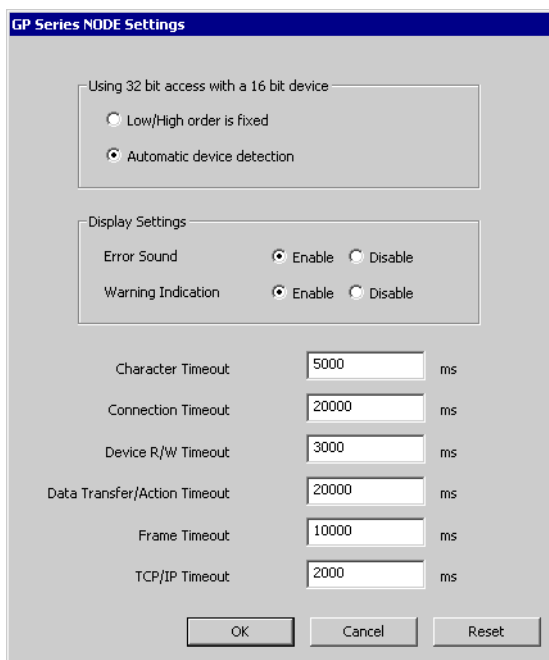 GP Series NODE Settings
Using 32 bit access with a 16 bit device
Low/High order is fixed
Automatic device detection
Display Settings
Error Sound Enable Disable
Warning Indication Enable Disable
Character Timeout 5000 ms
Connection Timeout 20000 ms
Device R/W Timeout 3000 ms
Data Transfer/Action Timeout 20000 ms
Frame Timeout 10000 ms
TCP/IP Timeout 2000 ms
OK Cancel Reset